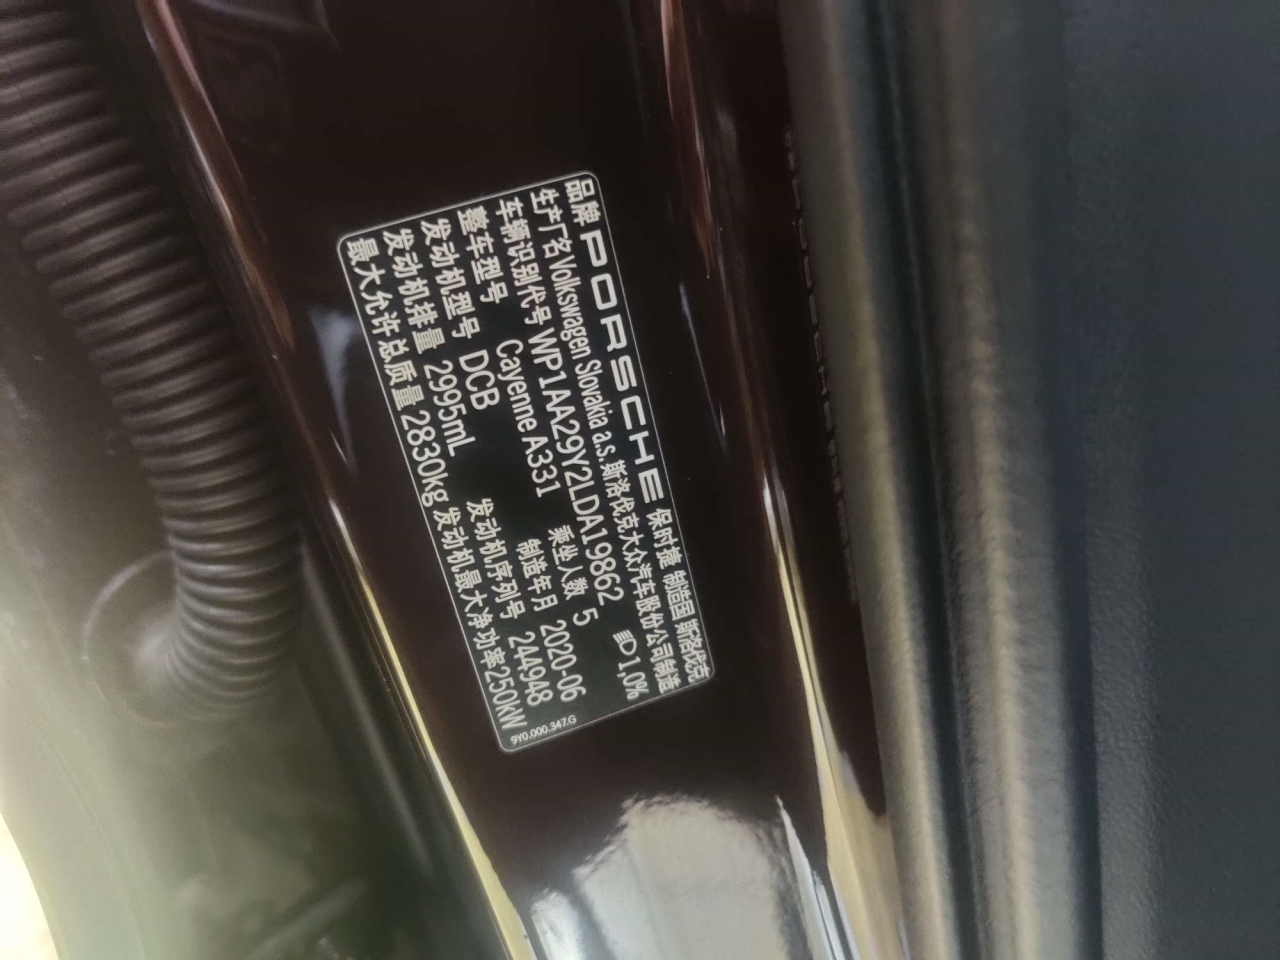 品牌 PORSCHE 保时捷 制造国 斯洛伐克
生产厂名 Volkswagen Slovakia a.s. 斯洛伐克大众汽车股份公司制造
车辆识别代号 WP1AA29Y2LDA19862 1,0%
整车型号 Cayenne A331 乘坐人数 5
发动机型号 DCB 制造年月 2020-06
发动机排量 2995mL 发动机序列号 244948
最大允许总质量 2830kg 发动机最大净功率 250kW
9Y0.000.347.G